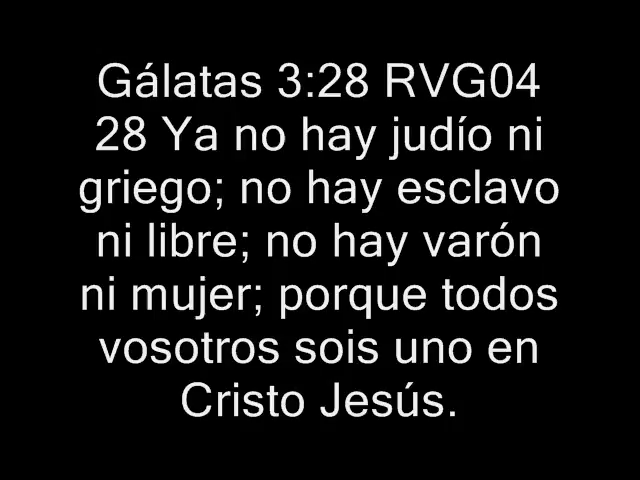 Gálatas 3:28 RVG04
28 Ya no hay judío ni
griego; no hay esclavo
ni libre; no hay varón
ni mujer; porque todos
vosotros sois uno en
Cristo Jesús.